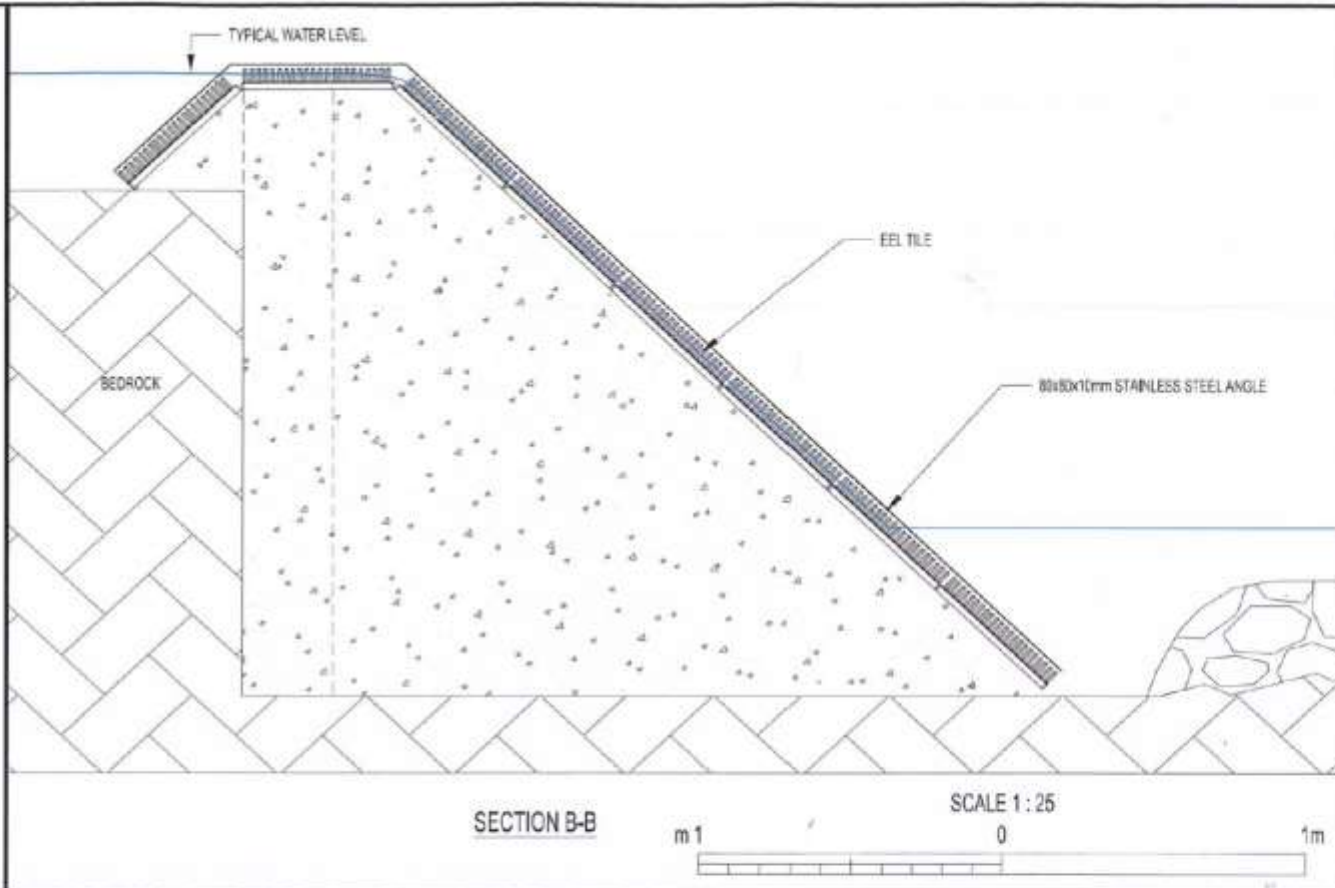 TYPICAL WATER LEVEL
EEL TILE
BEDROCK
80x80x10mm STAINLESS STEEL ANGLE
SECTION B-B
SCALE 1 : 25
m 1 0 1m